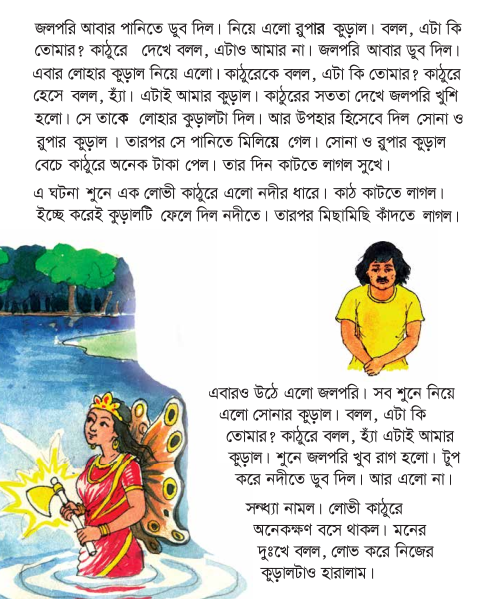 জলপরি আবার পানিতে ডুব দিল। নিয়ে এলো রুপার কুড়াল। বলল, এটা কি
তোমার? কাঠুরে দেখে বলল, এটাও আমার না। জলপরি আবার ডুব দিল।
এবার লোহার কুড়াল নিয়ে এলো। কাঠুরেকে বলল, এটা কি তোমার? কাঠুরে
হেসে বলল, হ্যাঁ। এটাই আমার কুড়াল। কাঠুরের সততা দেখে জলপরি খুশি
হলো। সে তাকে লোহার কুড়ালটা দিল। আর উপহার হিসেবে দিল সোনা ও
রুপার কুড়াল । তারপর সে পানিতে মিলিয়ে গেল। সোনা ও রুপার কুড়াল
বেচে কাঠুরে অনেক টাকা পেল। তার দিন কাটতে লাগল সুখে।
এ ঘটনা শুনে এক লোভী কাঠুরে এলো নদীর ধারে। কাঠ কাটতে লাগল।
ইচ্ছে করেই কুড়ালটি ফেলে দিল নদীতে। তারপর মিছামিছি কাঁদতে লাগল।
এবারও উঠে এলো জলপরি। সব শুনে নিয়ে
এলো সোনার কুড়াল। বলল, এটা কি
তোমার? কাঠুরে বলল, হ্যাঁ এটাই আমার
কুড়াল। শুনে জলপরি খুব রাগ হলো। টুপ
করে নদীতে ডুব দিল। আর এলো না।
সন্ধ্যা নামল। লোভী কাঠুরে
অনেকক্ষণ বসে থাকল। মনের
দুঃখে বলল, লোভ করে নিজের
কুড়ালটাও হারালাম।